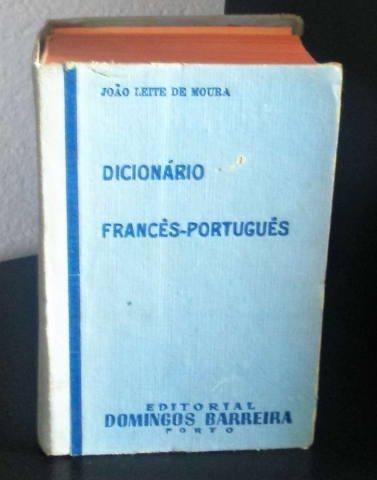 JOÃO LEITE DE MOURA
DICIONÁRIO
FRANCÊS-PORTUGUÊS
EDITORIAL
DOMINGOS BARREIRA
PORTO